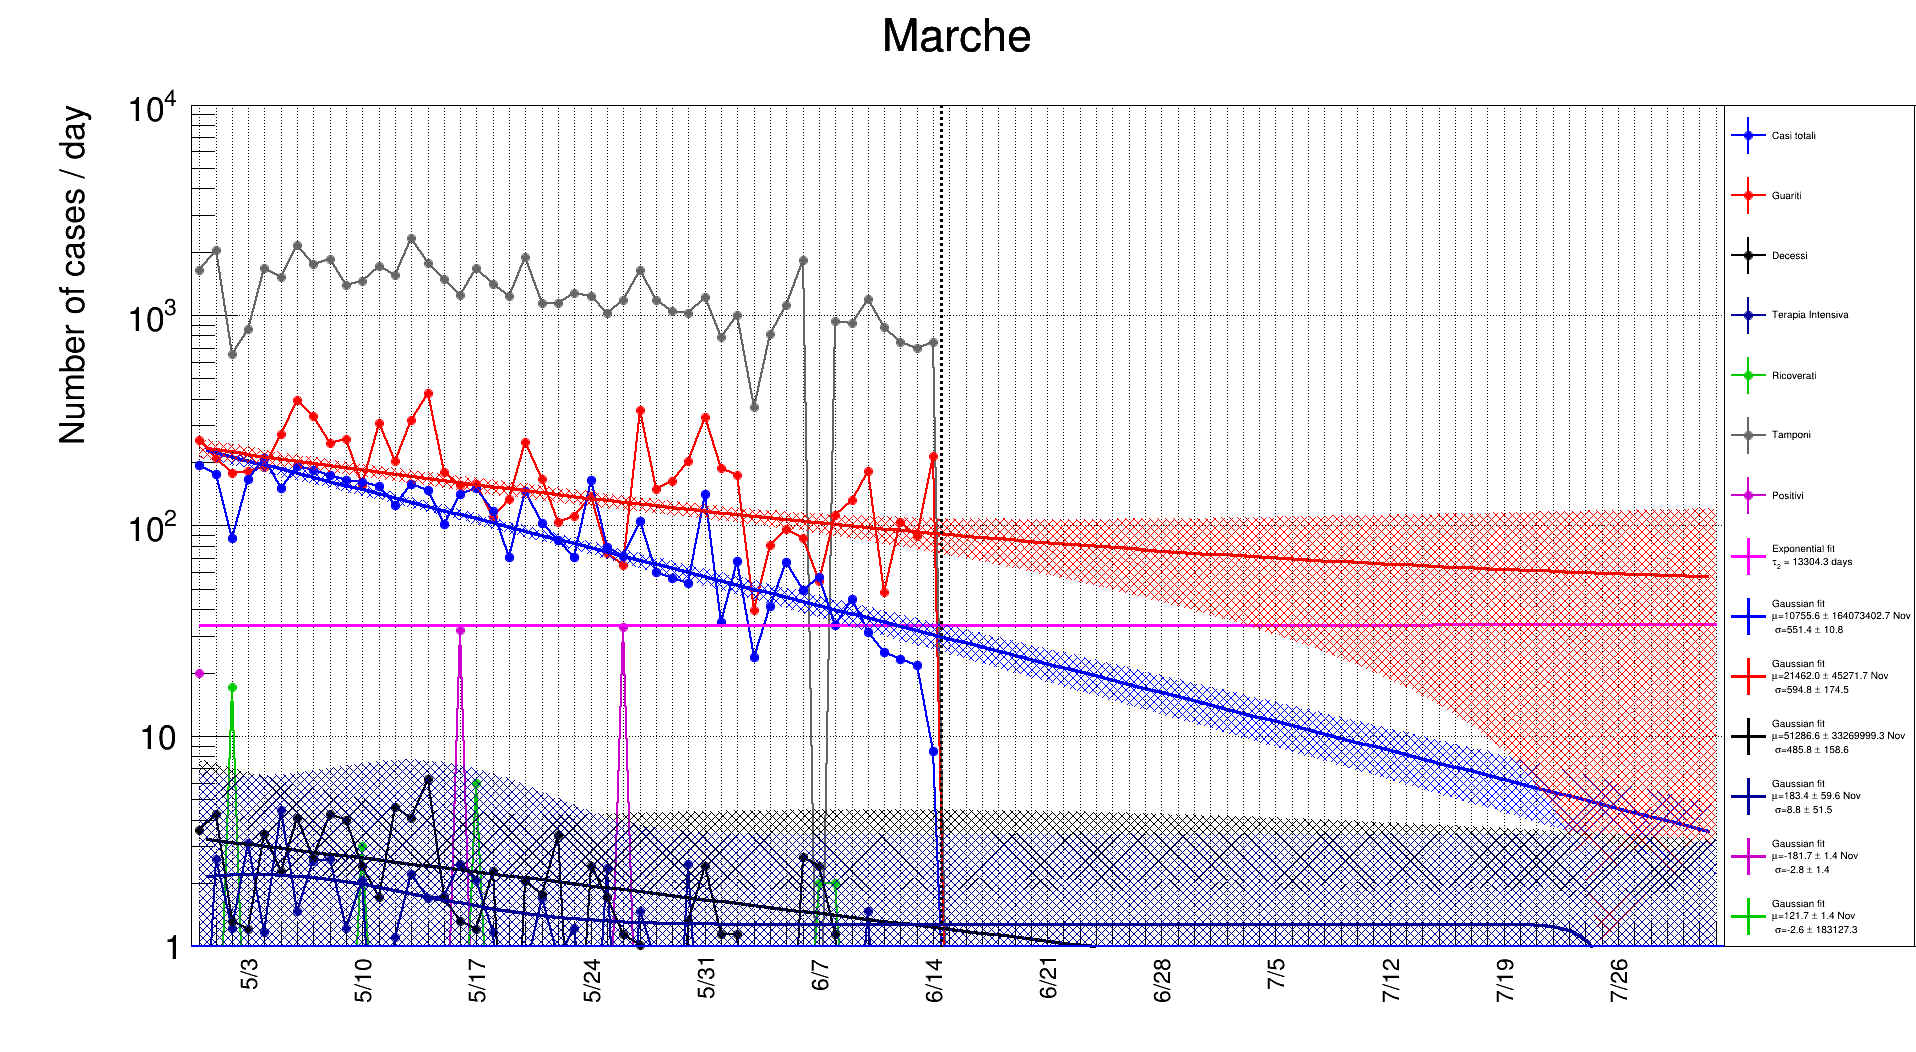 Marche
Number of cases / day
10^4
10^3
10^2
10
1
5/3
5/10
5/17
5/24
5/31
6/7
6/14
6/21
6/28
7/5
7/12
7/19
7/26
Casi totali
Guariti
Decessi
Terapia Intensiva
Ricoverati
Tamponi
Positivi
Exponential fit
τ_2 = 13304.3 days
Gaussian fit
μ=10755.6 ± 164073402.7 Nov
σ=551.4 ± 10.8
Gaussian fit
μ=21462.0 ± 45271.7 Nov
σ=594.8 ± 174.5
Gaussian fit
μ=51286.6 ± 33269999.3 Nov
σ=485.8 ± 158.6
Gaussian fit
μ=183.4 ± 59.6 Nov
σ=8.8 ± 51.5
Gaussian fit
μ=-181.7 ± 1.4 Nov
σ=-2.8 ± 1.4
Gaussian fit
μ=121.7 ± 1.4 Nov
σ=-2.6 ± 183127.3